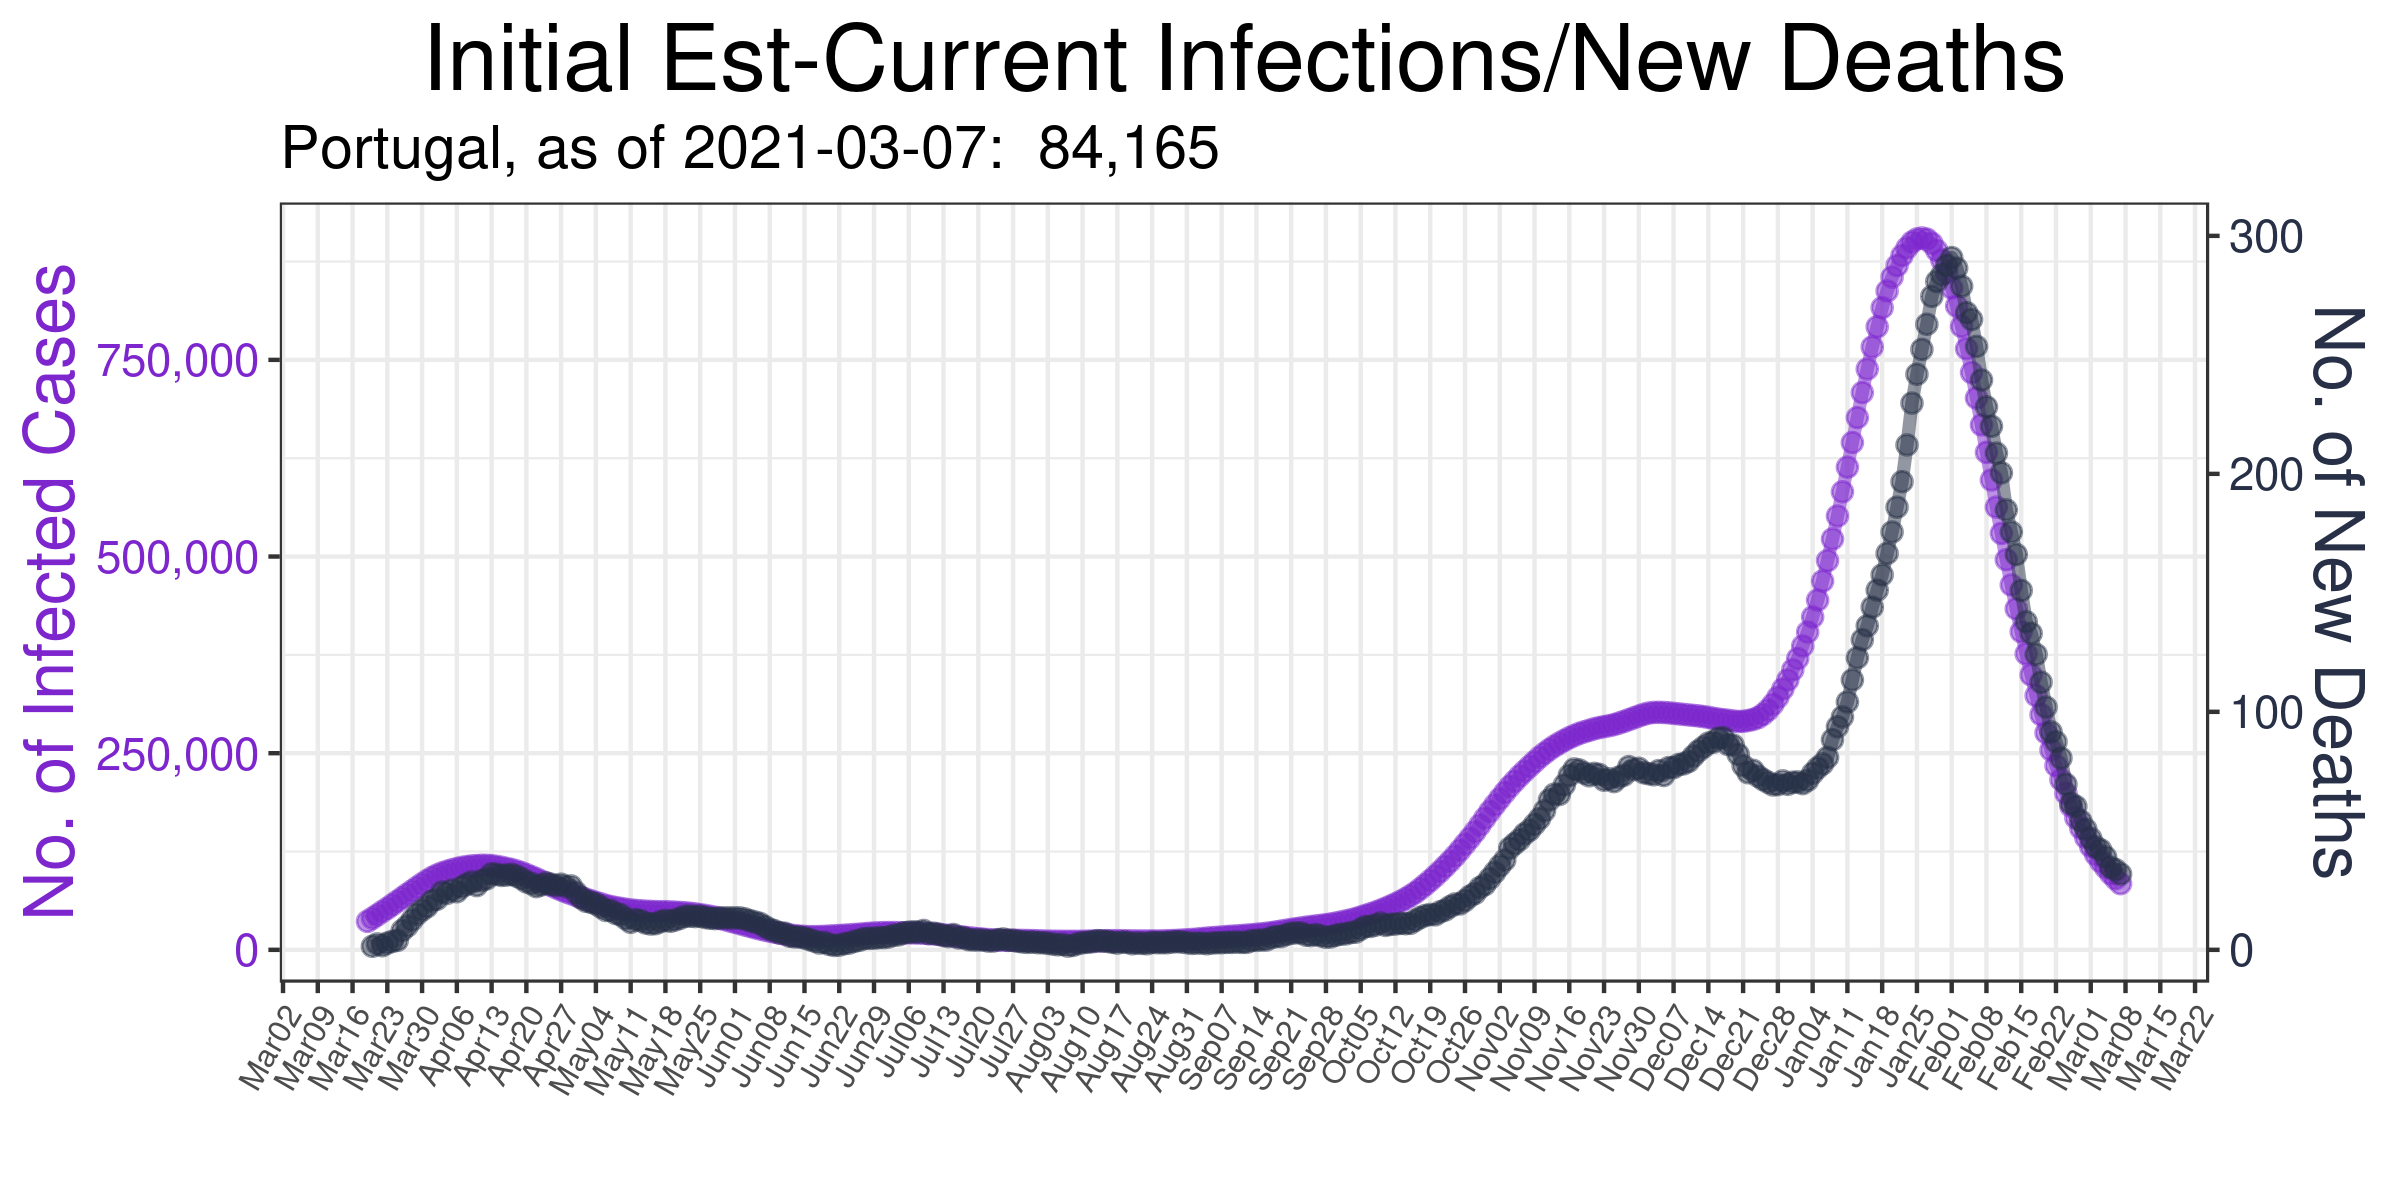 Initial Est-Current Infections/New Deaths
Portugal, as of 2021-03-07:  84,165
No. of Infected Cases
750,000
500,000
250,000
0
300
200
100
0
No. of New Deaths
Mar02
Mar09
Mar16
Mar23
Mar30
Apr06
Apr13
Apr20
Apr27
May04
May11
May18
May25
Jun01
Jun08
Jun15
Jun22
Jun29
Jul06
Jul13
Jul20
Jul27
Aug03
Aug10
Aug17
Aug24
Aug31
Sep07
Sep14
Sep21
Sep28
Oct05
Oct12
Oct19
Oct26
Nov02
Nov09
Nov16
Nov23
Nov30
Dec07
Dec14
Dec21
Dec28
Dec04
Jan11
Jan18
Jan25
Feb01
Feb08
Feb15
Feb22
Mar01
Mar08
Mar15
Mar22